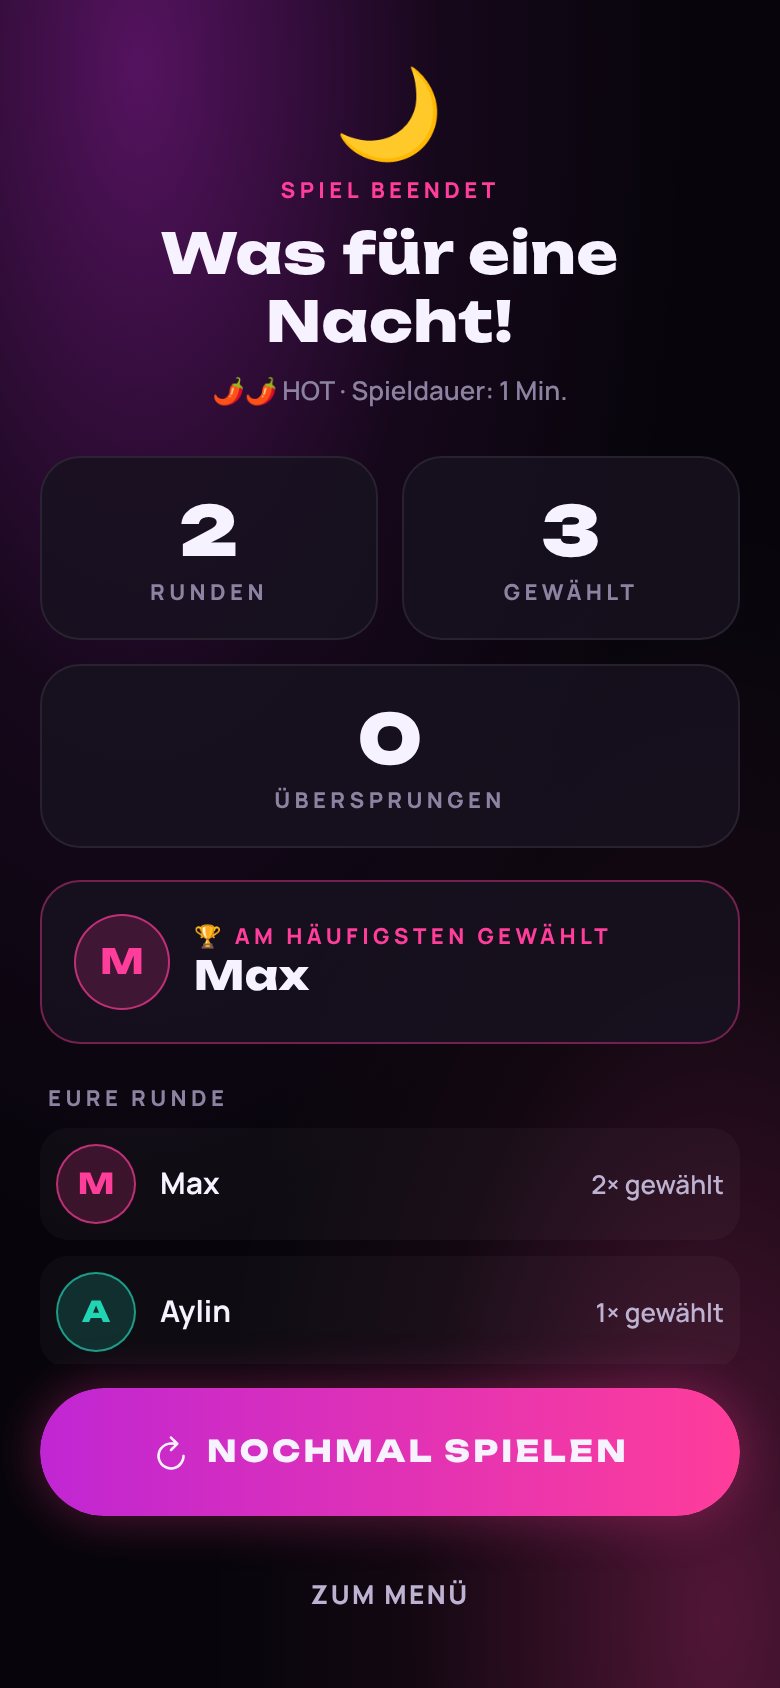 SPIEL BEENDET
Was für eine
Nacht!
🌶️🌶️ HOT · Spieldauer: 1 Min.
2
RUNDEN
3
GEWÄHLT
0
ÜBERSPRUNGEN
M
🏆 AM HÄUFIGSTEN GEWÄHLT
Max
EURE RUNDE
M Max 2× gewählt
A Aylin 1× gewählt
NOCHMAL SPIELEN
ZUM MENÜ